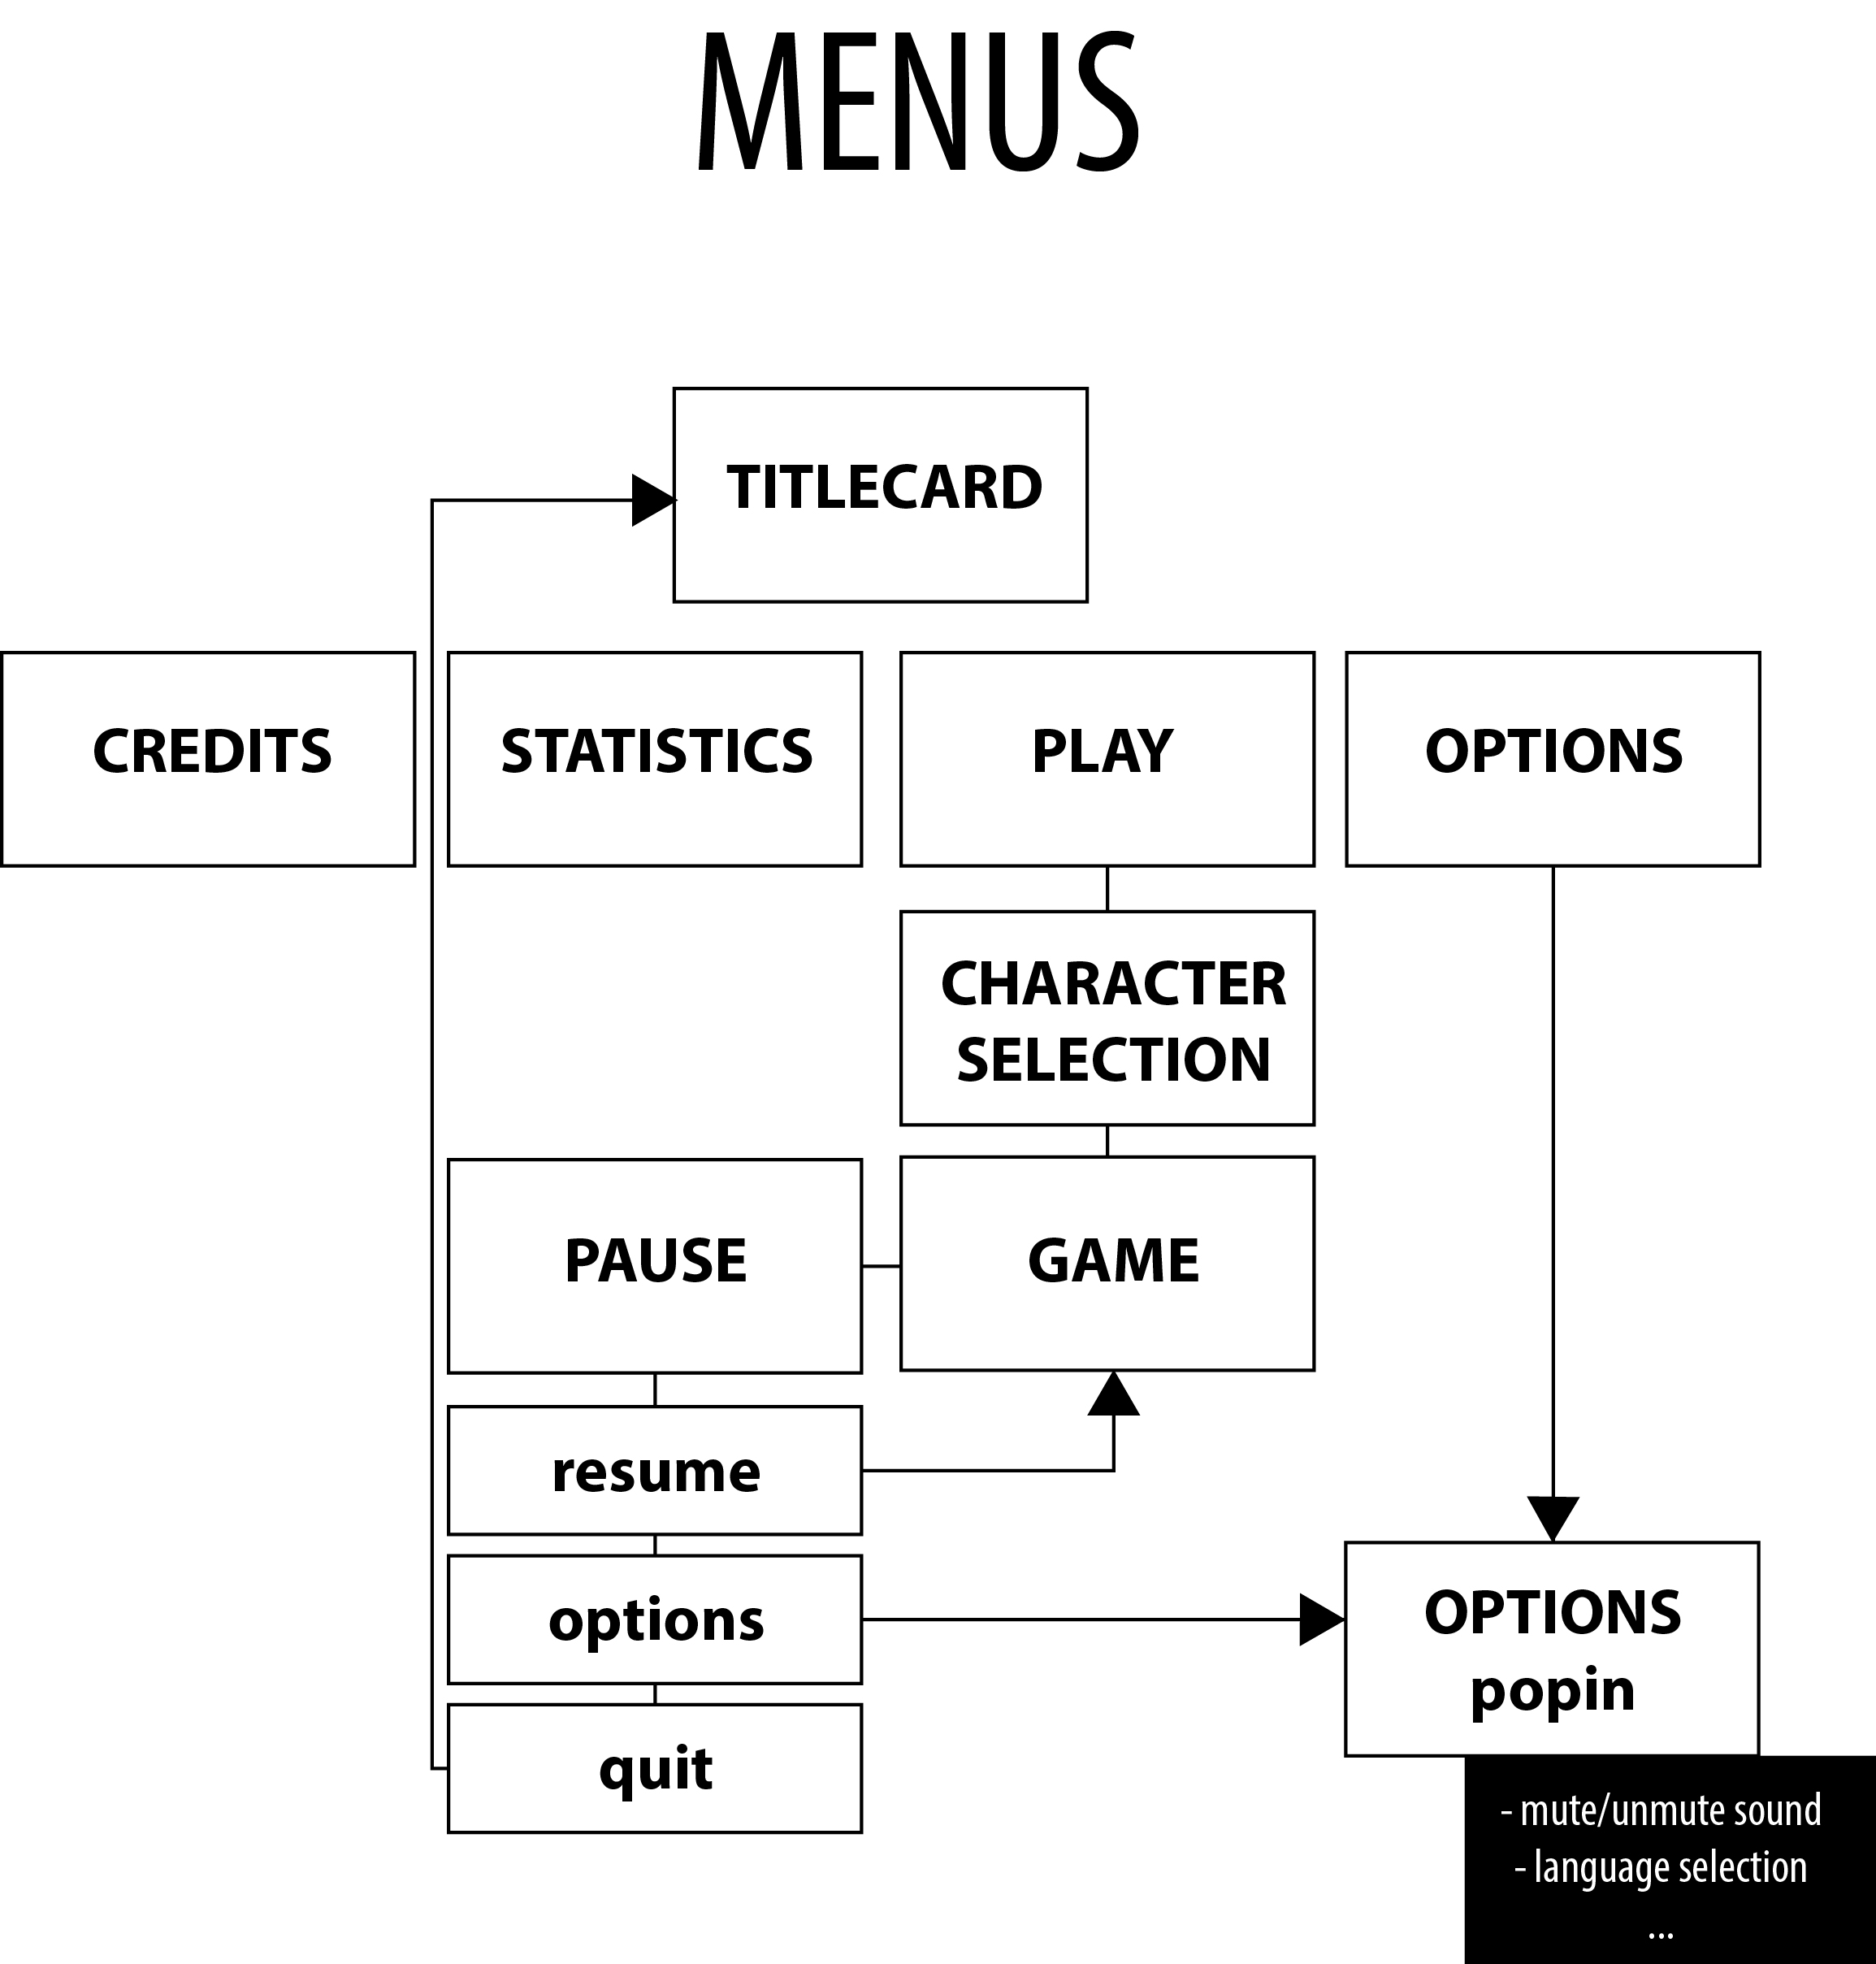 MENUS
TITLECARD
CREDITS
STATISTICS
PLAY
OPTIONS
CHARACTER
SELECTION
PAUSE
GAME
resume
options
OPTIONS
popin
quit
- mute/unmute sound
- language selection
...